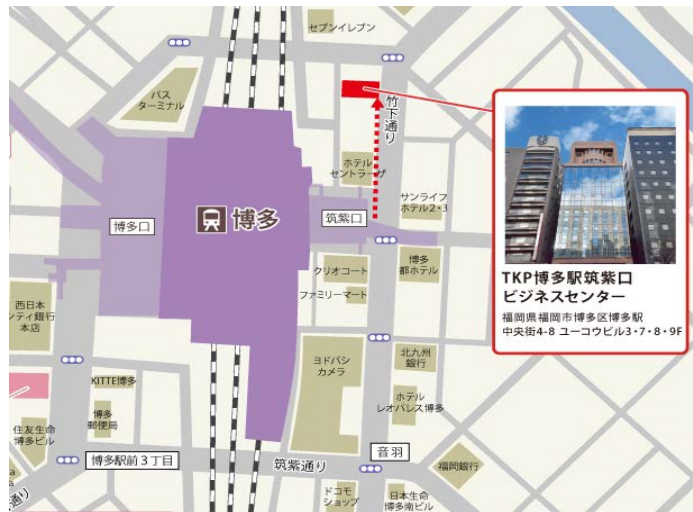 セブンイレブン
バス
ターミナル
竹下通り
ホテル
セントラーザ
サンライフ
ホテル2・3
博多口
博多
筑紫口
クリオコート
博多
都ホテル
ファミリーマート
TKP博多駅筑紫口
ビジネスセンター
福岡県福岡市博多区博多駅
中央街4-8 ユーコウビル3・7・8・9F
西日本
シティ銀行
本店
ヨドバシ
カメラ
北九州
銀行
KITTE博多
ホテル
レオパレス博多
博多
郵便局
住友生命
博多ビル
博多駅前3丁目
筑紫通り
音羽
福岡銀行
ドコモ
ショップ
日本生命
博多南ビル
通り